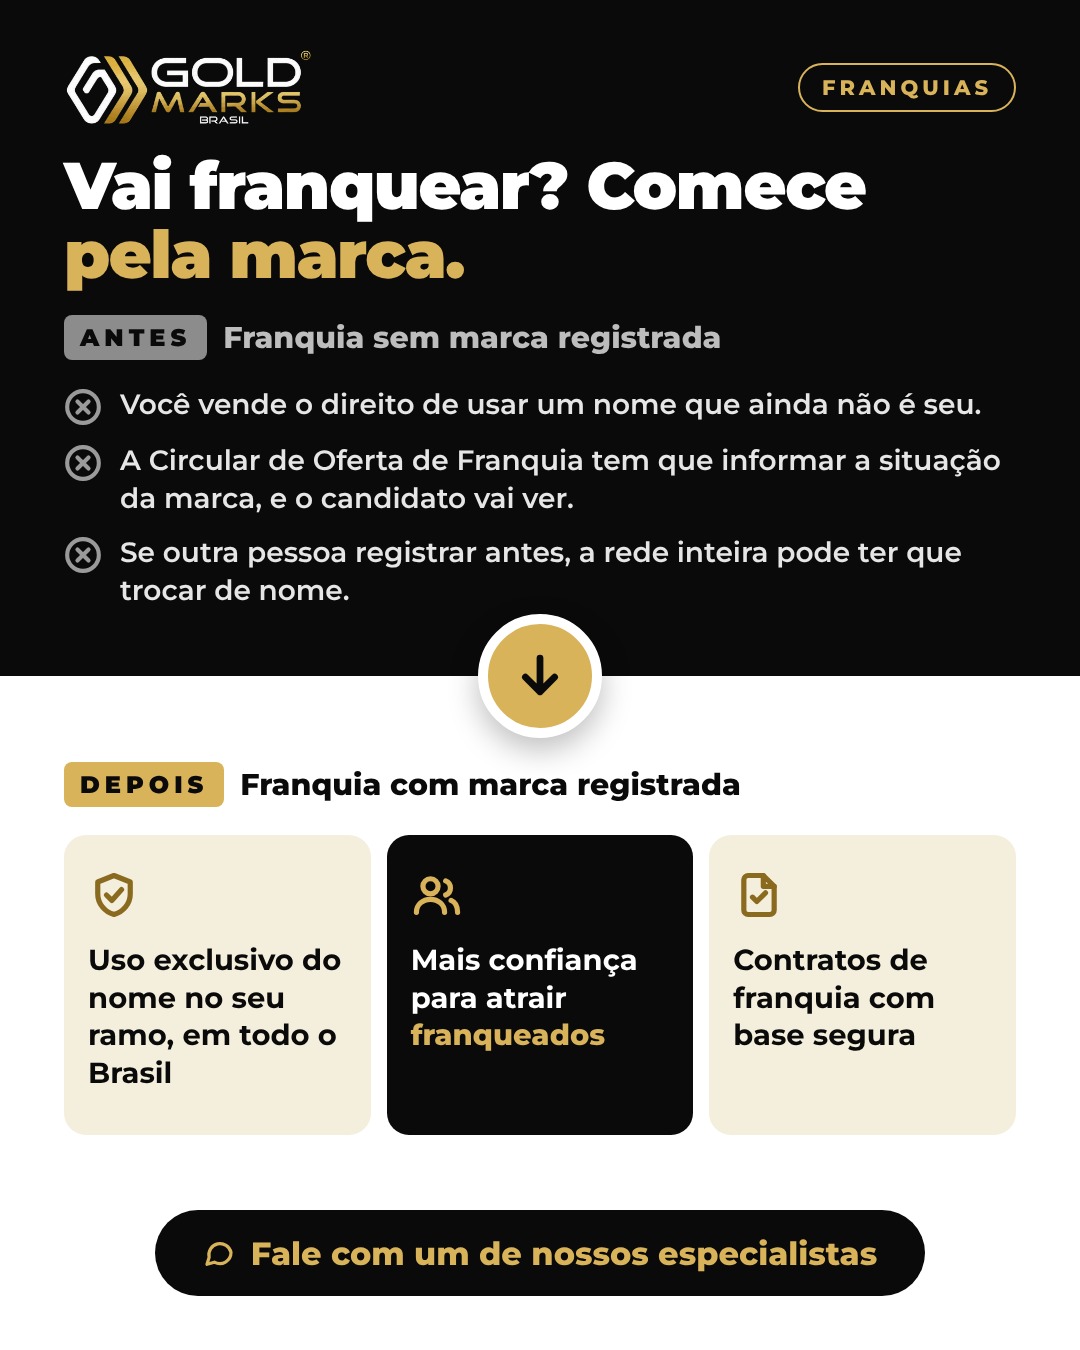 GOLD
MARKS
BRASIL
®
FRANQUIAS
Vai franquear? Comece
pela marca.
ANTES Franquia sem marca registrada
Você vende o direito de usar um nome que ainda não é seu.
A Circular de Oferta de Franquia tem que informar a situação
da marca, e o candidato vai ver.
Se outra pessoa registrar antes, a rede inteira pode ter que
trocar de nome.
DEPOIS Franquia com marca registrada
Uso exclusivo do
nome no seu
ramo, em todo o
Brasil
Mais confiança
para atrair
franqueados
Contratos de
franquia com
base segura
Fale com um de nossos especialistas